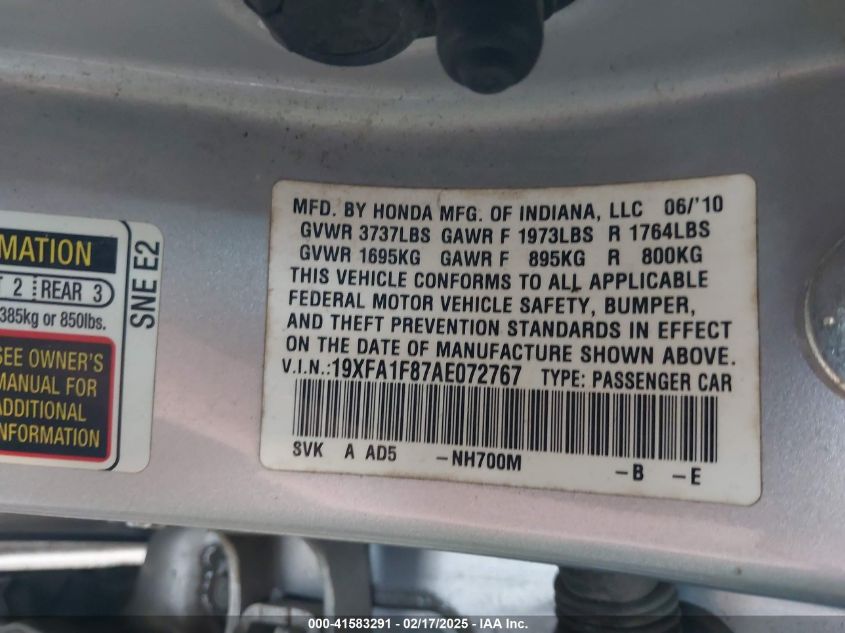 MATION
2 REAR 3
385kg or 850lbs.
SEE OWNER'S
MANUAL FOR
ADDITIONAL
INFORMATION
SNE E2
MFD. BY HONDA MFG. OF INDIANA, LLC 06/'10
GVWR 3737LBS GAWR F 1973LBS R 1764LBS
GVWR 1695KG GAWR F 895KG R 800KG
THIS VEHICLE CONFORMS TO ALL APPLICABLE
FEDERAL MOTOR VEHICLE SAFETY, BUMPER,
AND THEFT PREVENTION STANDARDS IN EFFECT
ON THE DATE OF MANUFACTURE SHOWN ABOVE.
V.I.N.:19XFA1F87AE072767 TYPE: PASSENGER CAR
SVK A AD5 -NH700M -B -E
000-41583291 - 02/17/2025 - IAA Inc.